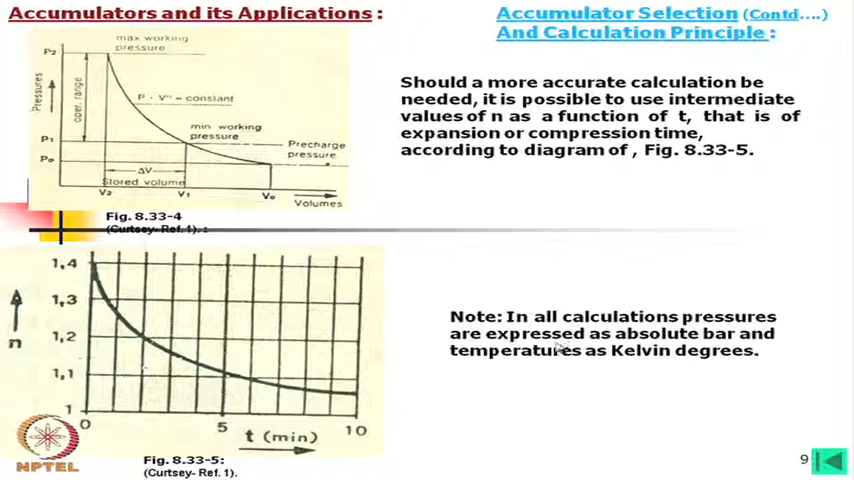 Accumulators and its Applications :
Accumulator Selection (Contd....)
And Calculation Principle :
max working
pressure
P2
Pressures
oper. range
P · Vⁿ = constant
min working
pressure
P1
Precharge
pressure
Po
ΔV
Stored volume
V2
V1
Vo
Volumes
Fig. 8.33-4
(Curtsey- Ref. 1). :
Should a more accurate calculation be
needed, it is possible to use intermediate
values of n as a function of t, that is of
expansion or compression time,
according to diagram of , Fig. 8.33-5.
1,4
1,3
n
1,2
1,1
1
0
5
10
t (min)
Note: In all calculations pressures
are expressed as absolute bar and
temperatures as Kelvin degrees.
NPTEL
Fig. 8.33-5:
(Curtsey- Ref. 1).
9